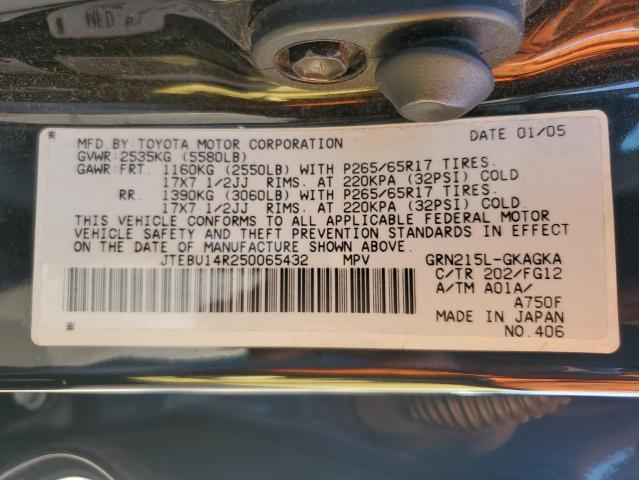 MFD. BY: TOYOTA MOTOR CORPORATION DATE 01/05
GVWR: 2535KG (5580LB)
GAWR: FRT. 1160KG (2550LB) WITH P265/65R17 TIRES.
17X7 1/2JJ RIMS. AT 220KPA (32PSI) COLD
RR. 1390KG (3060LB) WITH P265/65R17 TIRES.
17X7 1/2JJ RIMS. AT 220KPA (32PSI) COLD
THIS VEHICLE CONFORMS TO ALL APPLICABLE FEDERAL MOTOR
VEHICLE SAFETY AND THEFT PREVENTION STANDARDS IN EFFECT
ON THE DATE OF MANUFACTURE SHOWN ABOVE.
JTEBU14R250065432 MPV GRN215L-GKAGKA
C/TR 202/FG12
A/TM A01A/
A750F
MADE IN JAPAN
NO. 406